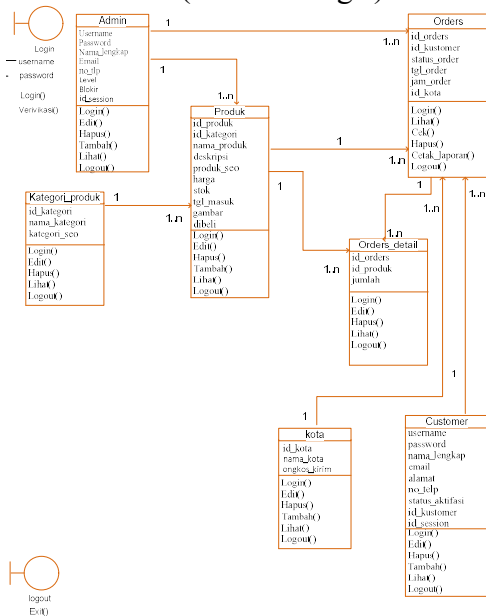 Login
username
password
Login()
Verivikasi()
Admin
Username
Password
Nama_lengkap
Email
no_tlp
Level
Blokir
id_session
Login()
Edit()
Hapus()
Tambah()
Lihat()
Logout()
1
1..n
1
1..n
Orders
id_orders
id_kustomer
status_order
tgl_order
jam_order
id_kota
Login()
Lihat()
Cek()
Hapus()
Cetak_laporan()
Logout()
Produk
id_produk
id_kategori
nama_produk
deskripsi
produk_seo
harga
stok
tgl_masuk
gambar
dibeli
Login()
Edit()
Hapus()
Tambah()
Lihat()
Logout()
1
1..n
1
1..n
Kategori_produk
id_kategori
nama_kategori
kategori_seo
Login()
Edit()
Hapus()
Lihat()
Logout()
1
1..n
1
1..n
1..n
1..n
Orders_detail
id_orders
id_produk
jumlah
Login()
Edit()
Hapus()
Lihat()
Logout()
1
1
kota
id_kota
nama_kota
ongkos_kirim
Login()
Edit()
Hapus()
Tambah()
Lihat()
Logout()
Customer
username
password
nama_lengkap
email
alamat
no_telp
status_aktifasi
id_kustomer
id_session
Login()
Edit()
Hapus()
Tambah()
Lihat()
Logout()
logout
Exit()